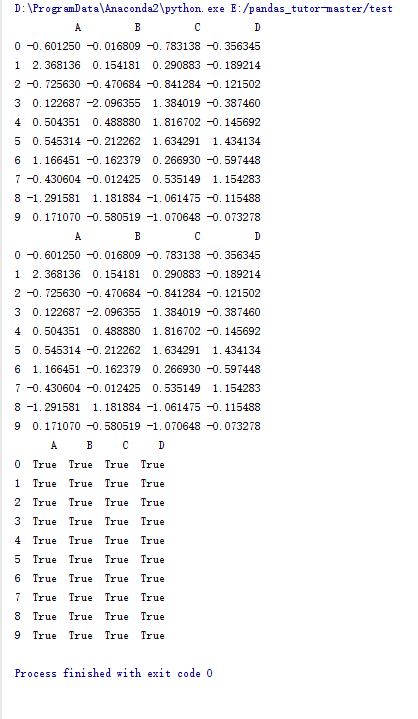 D:\ProgramData\Anaconda2\python.exe E:/pandas_tutor-master/test
A B C D
0 -0.601250 -0.016809 -0.783138 -0.356345
1 2.368136 0.154181 0.290883 -0.189214
2 -0.725630 -0.470684 -0.841284 -0.121502
3 0.122687 -2.096355 1.384019 -0.387460
4 0.504351 0.488880 1.816702 -0.145692
5 0.545314 -0.212262 1.634291 1.434134
6 1.166451 -0.162379 0.266930 -0.597448
7 -0.430604 -0.012425 0.535149 1.154283
8 -1.291581 1.181884 -1.061475 -0.115488
9 0.171070 -0.580519 -1.070648 -0.073278
A B C D
0 -0.601250 -0.016809 -0.783138 -0.356345
1 2.368136 0.154181 0.290883 -0.189214
2 -0.725630 -0.470684 -0.841284 -0.121502
3 0.122687 -2.096355 1.384019 -0.387460
4 0.504351 0.488880 1.816702 -0.145692
5 0.545314 -0.212262 1.634291 1.434134
6 1.166451 -0.162379 0.266930 -0.597448
7 -0.430604 -0.012425 0.535149 1.154283
8 -1.291581 1.181884 -1.061475 -0.115488
9 0.171070 -0.580519 -1.070648 -0.073278
A B C D
0 True True True True
1 True True True True
2 True True True True
3 True True True True
4 True True True True
5 True True True True
6 True True True True
7 True True True True
8 True True True True
9 True True True True
Process finished with exit code 0